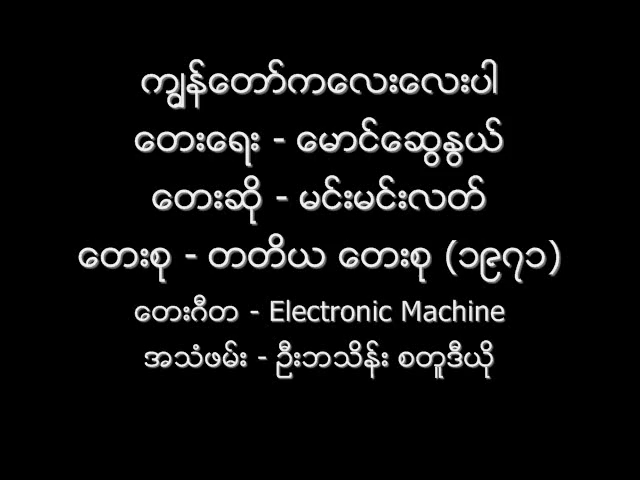 ကျွန်တော်ကလေးလေးပါ
တေးရေး - မောင်ဆွေနွယ်
တေးဆို - မင်းမင်းလတ်
တေးစု - တတိယ တေးစု (၁၉၇၁)
တေးဂီတ - Electronic Machine
အသံဖမ်း - ဦးဘသိန်း စတူဒီယို